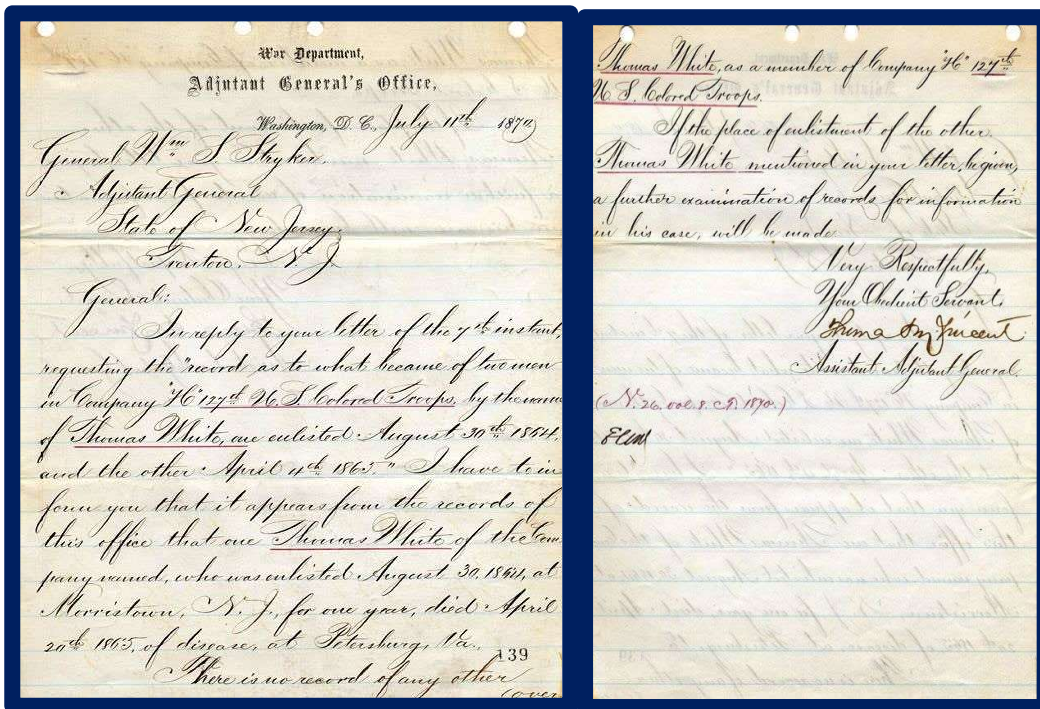 War Department,
Adjutant General's Office,
Washington, D. C., July 11th 1870
General Wm S Stryker.
Adjutant General
State of New Jersey.
Trenton. N. J.
General:
In reply to your letter of the 7th instant,
requesting the "record as to what became of two men
in Company "H" 127th U. S. Colored Troops, by the name
of Thomas White, one enlisted August 30th 1864,
and the other April 4th 1865." I have to in
form you that it appears from the records of
this office that one Thomas White of the Com
pany named, who was enlisted August 30, 1864, at
Morristown, N. J., for one year, died April
20th 1865, of disease, at Petersburg, Va.,
139
There is no record of any other
(over
Thomas White, as a member of Company "H" 127th
U. S. Colored Troops.
If the place of enlistment of the other
Thomas White mentioned in your letter, be given,
a further examination of records for information
in his case, will be made.
Very Respectfully,
Your Obedient Servant.
Thomas M. Vincent
Assistant Adjutant General.
(N. 26. vol. 8. 1870.)